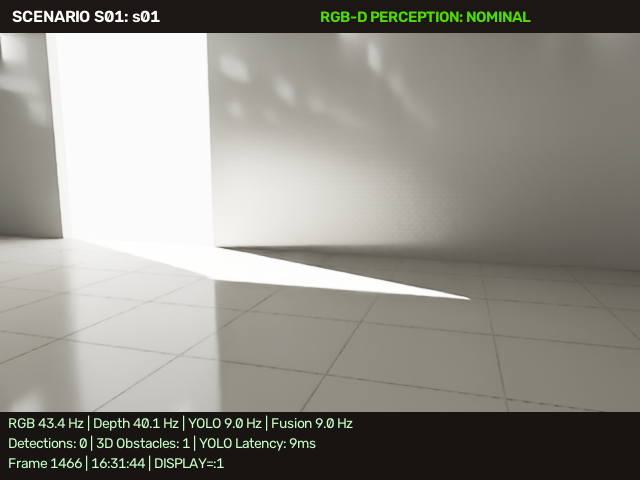 SCENARIO S01: s01
RGB-D PERCEPTION: NOMINAL
RGB 43.4 Hz | Depth 40.1 Hz | YOLO 9.0 Hz | Fusion 9.0 Hz
Detections: 0 | 3D Obstacles: 1 | YOLO Latency: 9ms
Frame 1466 | 16:31:44 | DISPLAY=:1